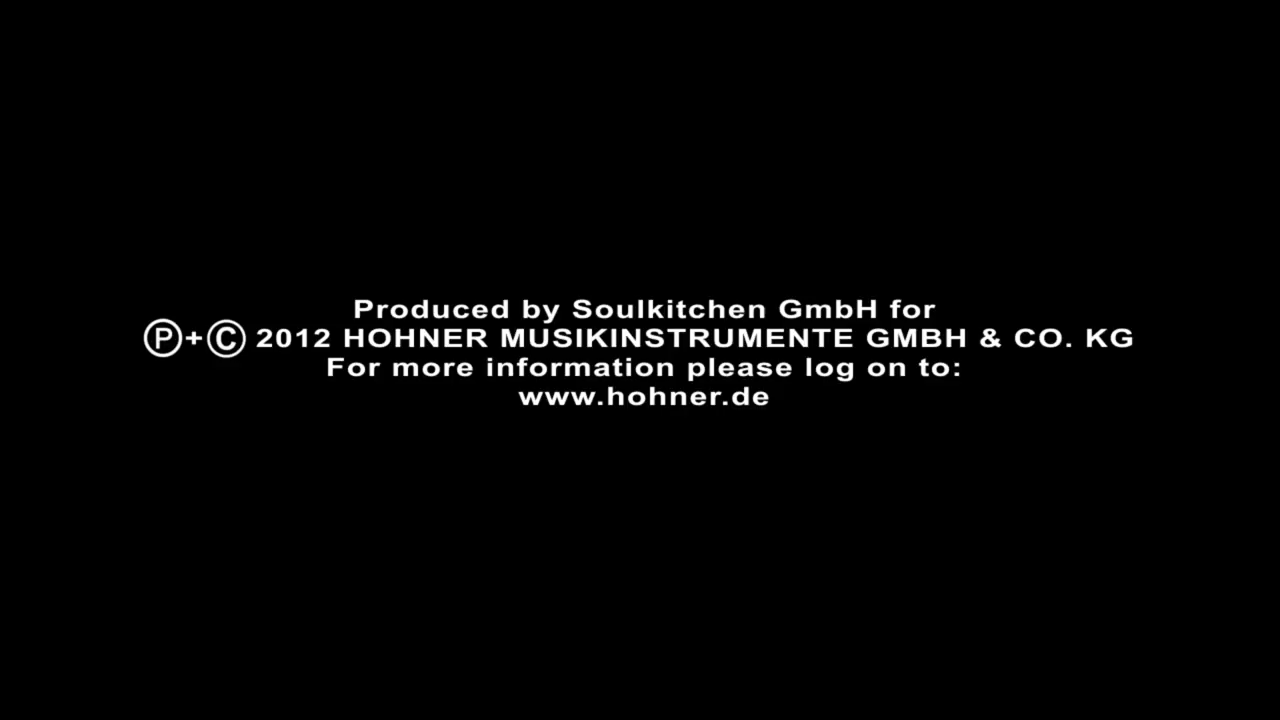 Produced by Soulkitchen GmbH for
℗+© 2012 HOHNER MUSIKINSTRUMENTE GMBH & CO. KG
For more information please log on to:
www.hohner.de